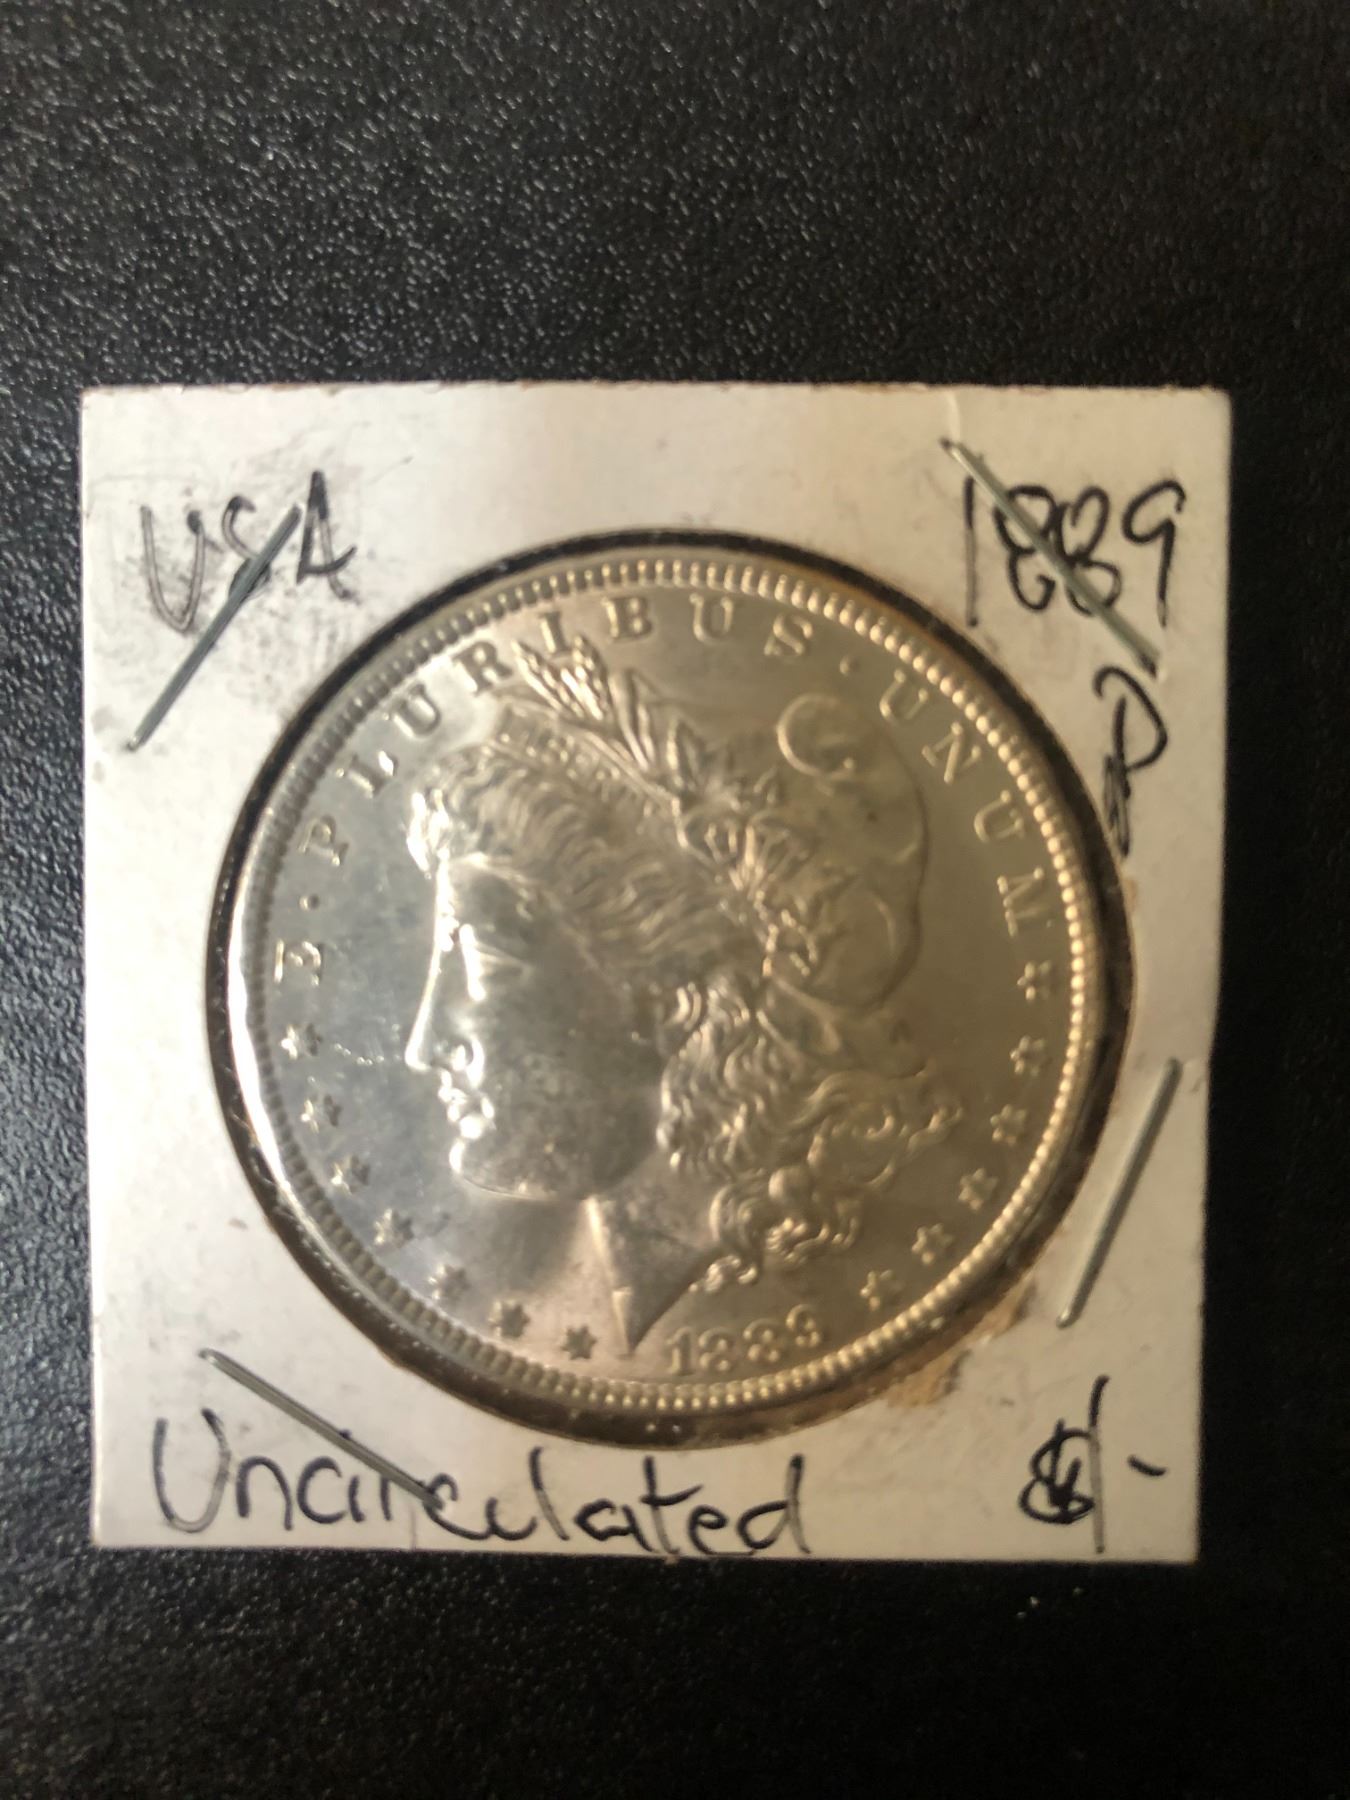 USA
1889
E · PLURIBUS · UNUM
1889
Uncirculated
$1-